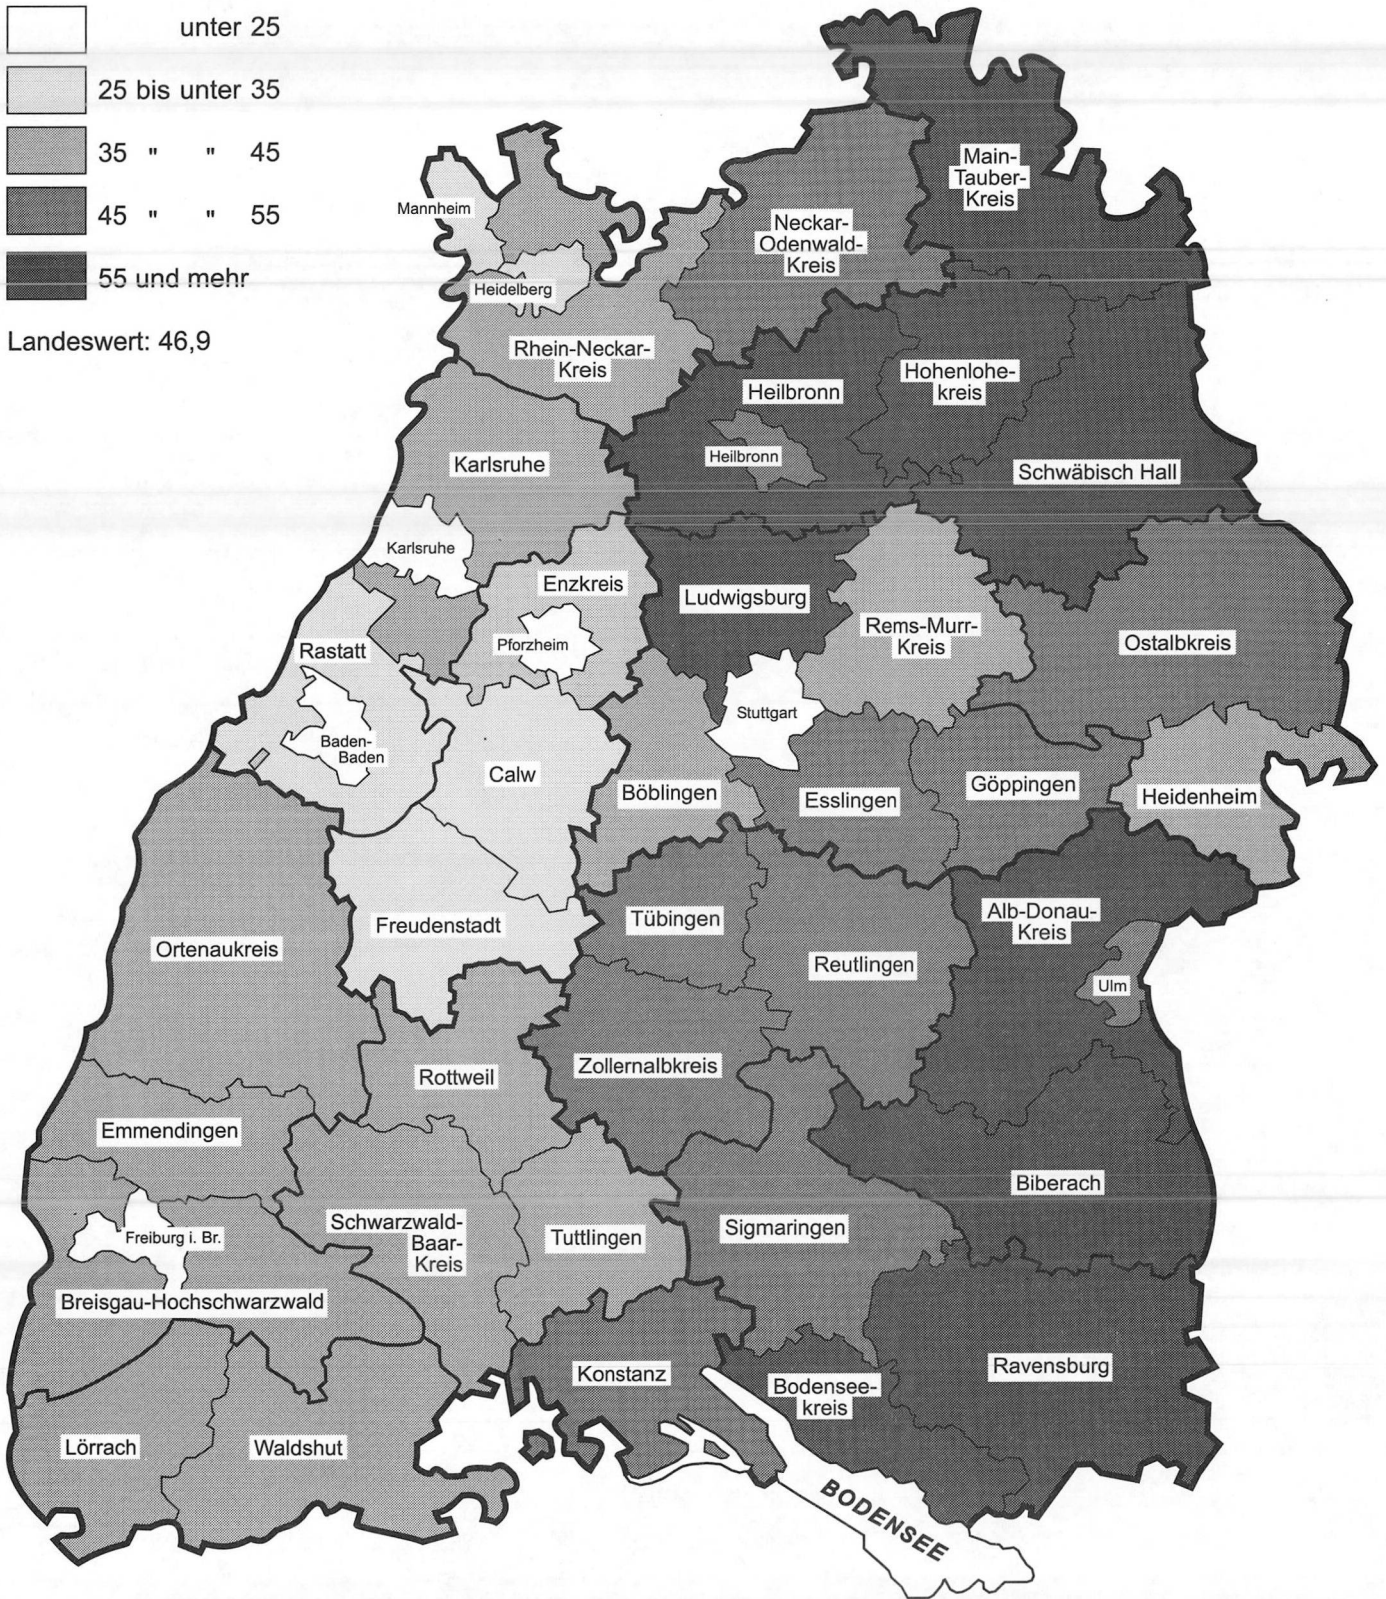 unter 25
25 bis unter 35
35 " " 45
45 " " 55
55 und mehr
Landeswert: 46,9
Main-
Tauber-
Kreis
Mannheim
Neckar-
Odenwald-
Kreis
Heidelberg
Rhein-Neckar-
Kreis
Heilbronn
Hohenlohe-
kreis
Karlsruhe
Heilbronn
Schwäbisch Hall
Karlsruhe
Enzkreis
Ludwigsburg
Rems-Murr-
Kreis
Ostalbkreis
Rastatt
Pforzheim
Stuttgart
Baden-
Baden
Calw
Böblingen
Esslingen
Göppingen
Heidenheim
Freudenstadt
Tübingen
Alb-Donau-
Kreis
Ortenaukreis
Reutlingen
Ulm
Zollernalbkreis
Rottweil
Emmendingen
Biberach
Schwarzwald-
Baar-
Kreis
Tuttlingen
Sigmaringen
Freiburg i. Br.
Breisgau-Hochschwarzwald
Konstanz
Bodensee-
kreis
Ravensburg
Lörrach
Waldshut
BODENSEE